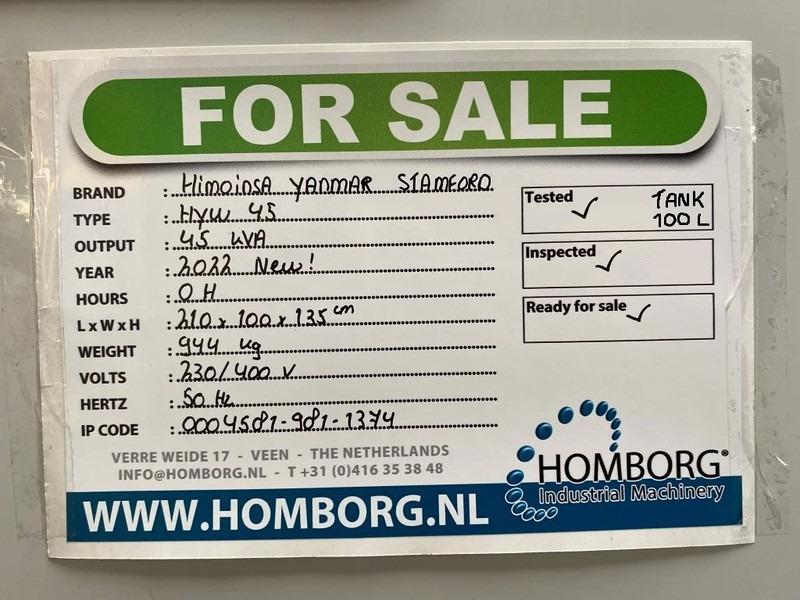 FOR SALE
BRAND : Himoinsa YANMAR STAMFORD
TYPE : HYW 45
OUTPUT : 45 kVA
YEAR : 2022 New!
HOURS : 0 H
L x W x H : 210 x 100 x 135 cm
WEIGHT : 944 kg
VOLTS : 230/400 V
HERTZ : 50 Hz
IP CODE : 0004581-981-1374
Tested ✓ TANK
100 L
Inspected ✓
Ready for sale ✓
VERRE WEIDE 17 - VEEN - THE NETHERLANDS
INFO@HOMBORG.NL - T +31 (0)416 35 38 48
HOMBORG®
Industrial Machinery
WWW.HOMBORG.NL